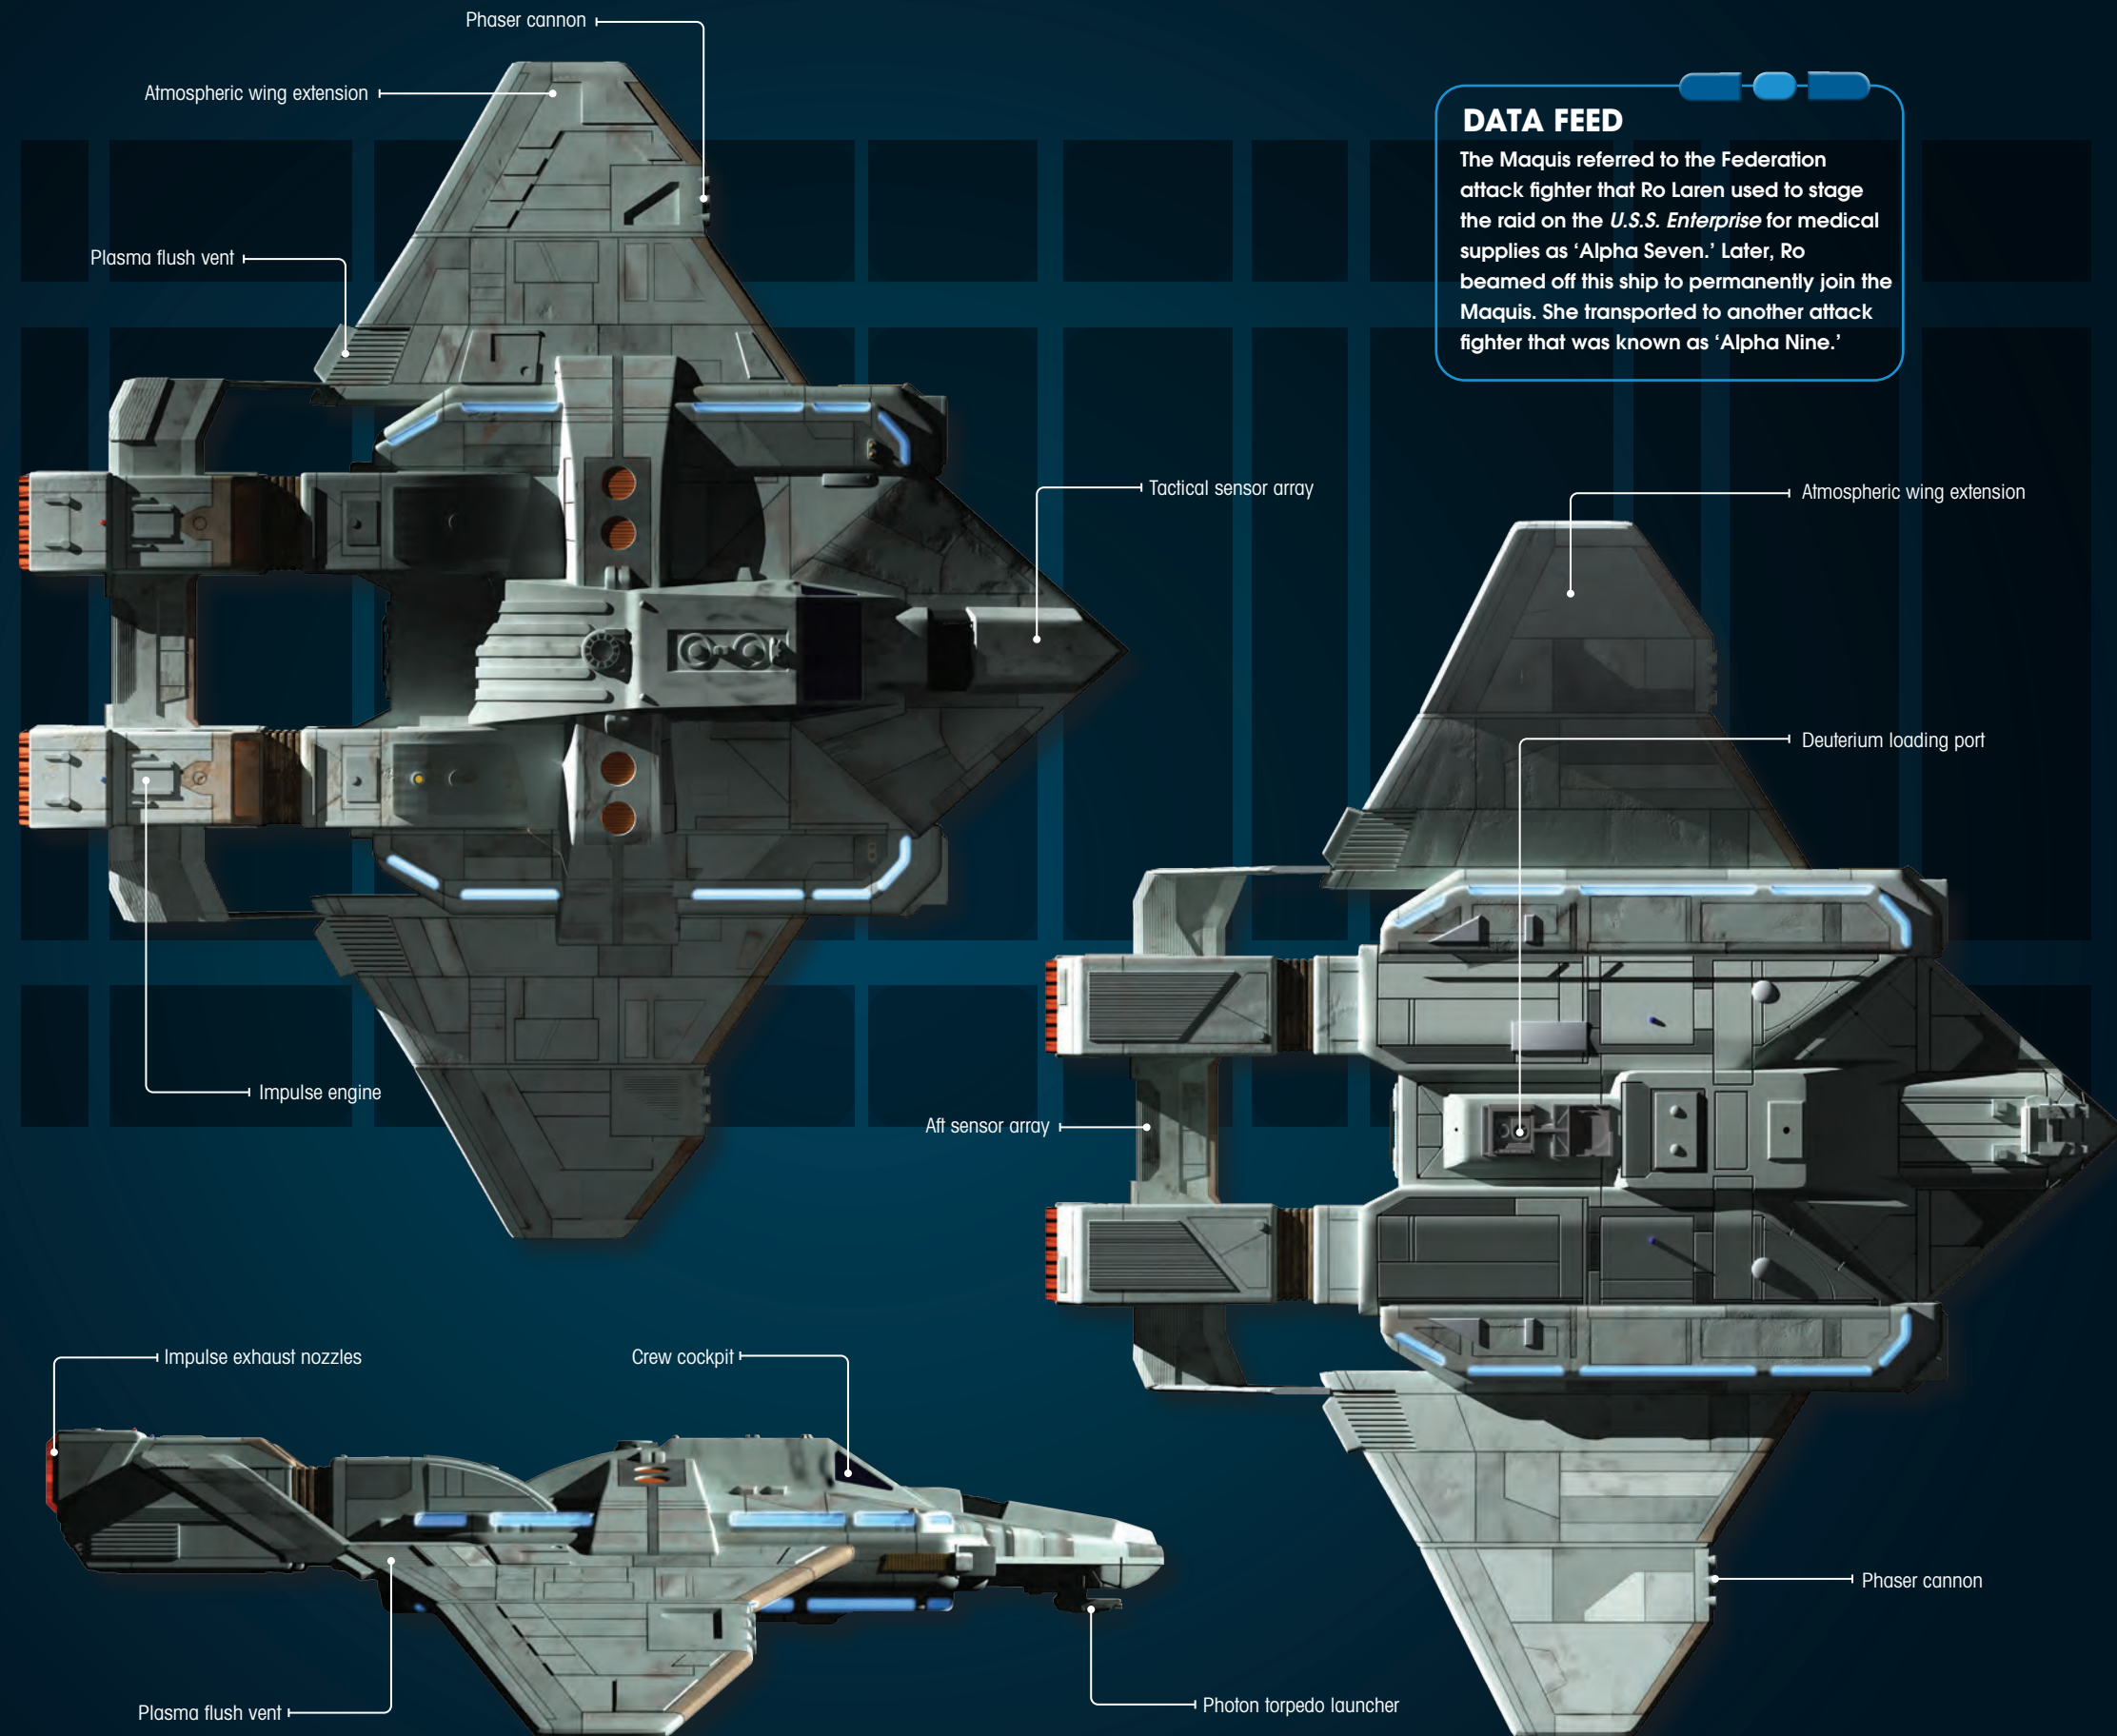 Phaser cannon
Atmospheric wing extension
DATA FEED
The Maquis referred to the Federation
attack fighter that Ro Laren used to stage
the raid on the U.S.S. Enterprise for medical
supplies as ‘Alpha Seven.’ Later, Ro
beamed off this ship to permanently join the
Maquis. She transported to another attack
fighter that was known as ‘Alpha Nine.’
Plasma flush vent
Tactical sensor array
Atmospheric wing extension
Deuterium loading port
Impulse engine
Aft sensor array
Impulse exhaust nozzles
Crew cockpit
Phaser cannon
Plasma flush vent
Photon torpedo launcher